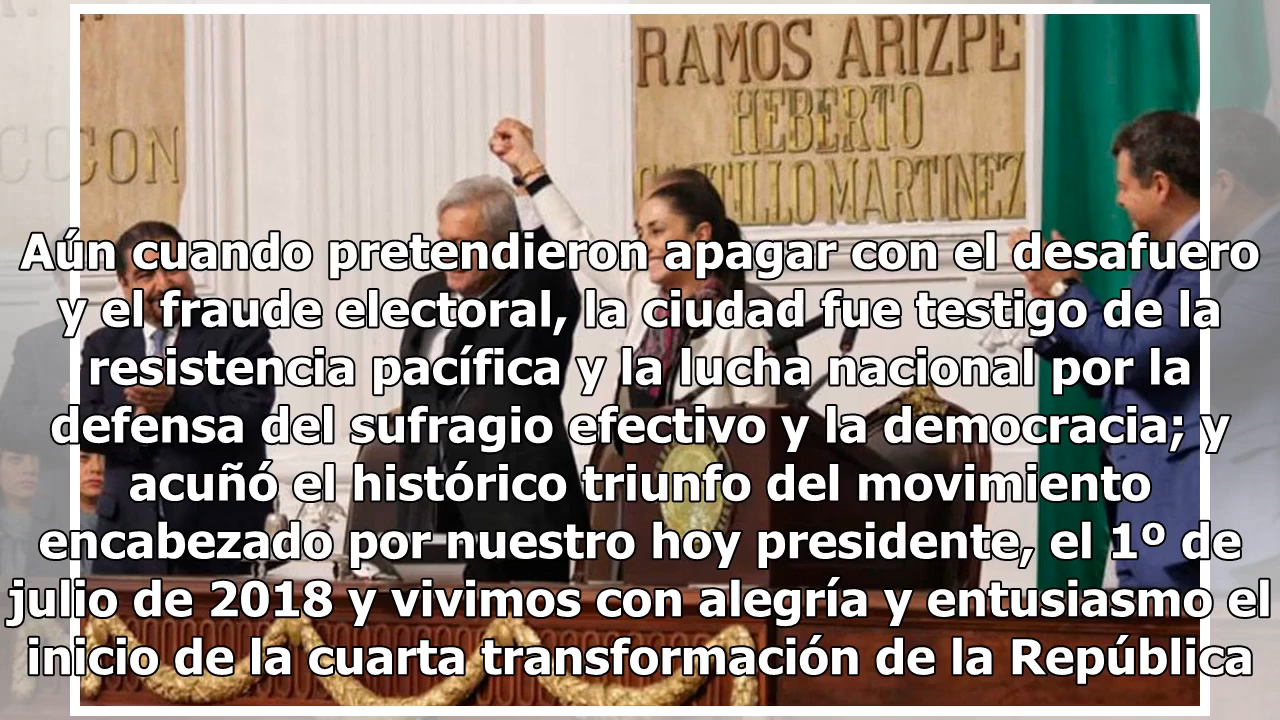 RAMOS ARIZPE
HEBERTO
CASTILLO MARTINEZ
CCION
Aún cuando pretendieron apagar con el desafuero
y el fraude electoral, la ciudad fue testigo de la
resistencia pacífica y la lucha nacional por la
defensa del sufragio efectivo y la democracia; y
acuñó el histórico triunfo del movimiento
encabezado por nuestro hoy presidente, el 1º de
julio de 2018 y vivimos con alegría y entusiasmo el
inicio de la cuarta transformación de la República